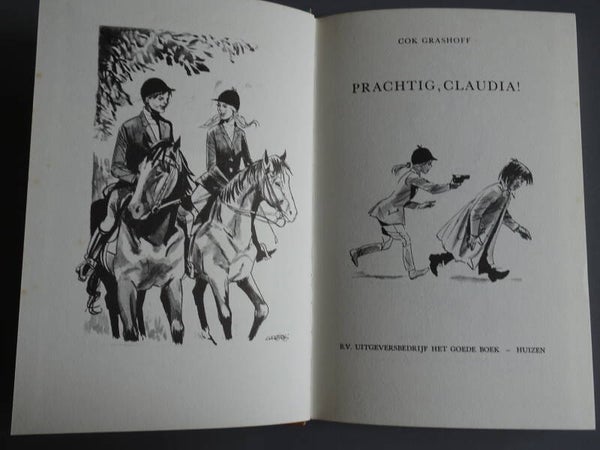 COK GRASHOFF
PRACHTIG, CLAUDIA!
B.V. UITGEVERSBEDRIJF HET GOEDE BOEK – HUIZEN